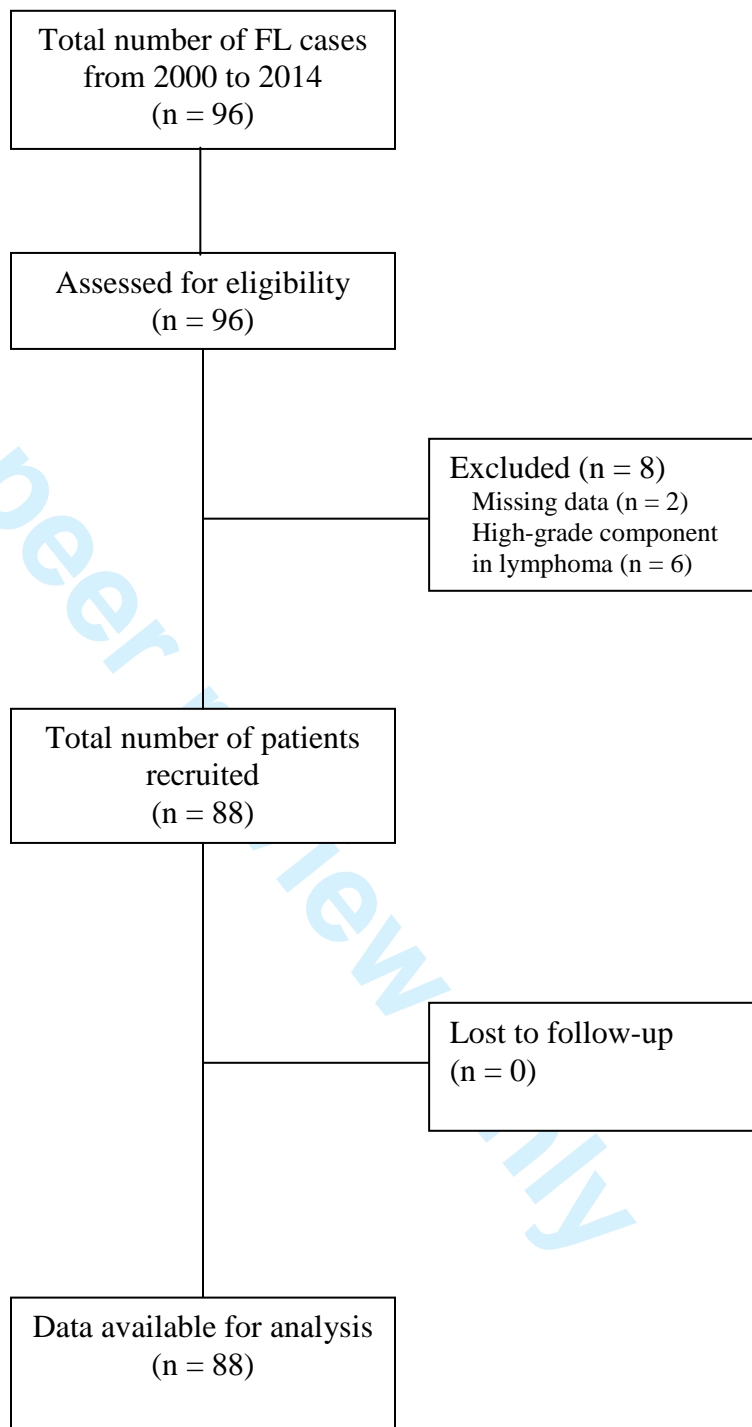 Total number of FL cases
from 2000 to 2014
(n = 96)
Assessed for eligibility
(n = 96)
Excluded (n = 8)
Missing data (n = 2)
High-grade component
in lymphoma (n = 6)
Total number of patients
recruited
(n = 88)
Lost to follow-up
(n = 0)
Data available for analysis
(n = 88)
peer
only